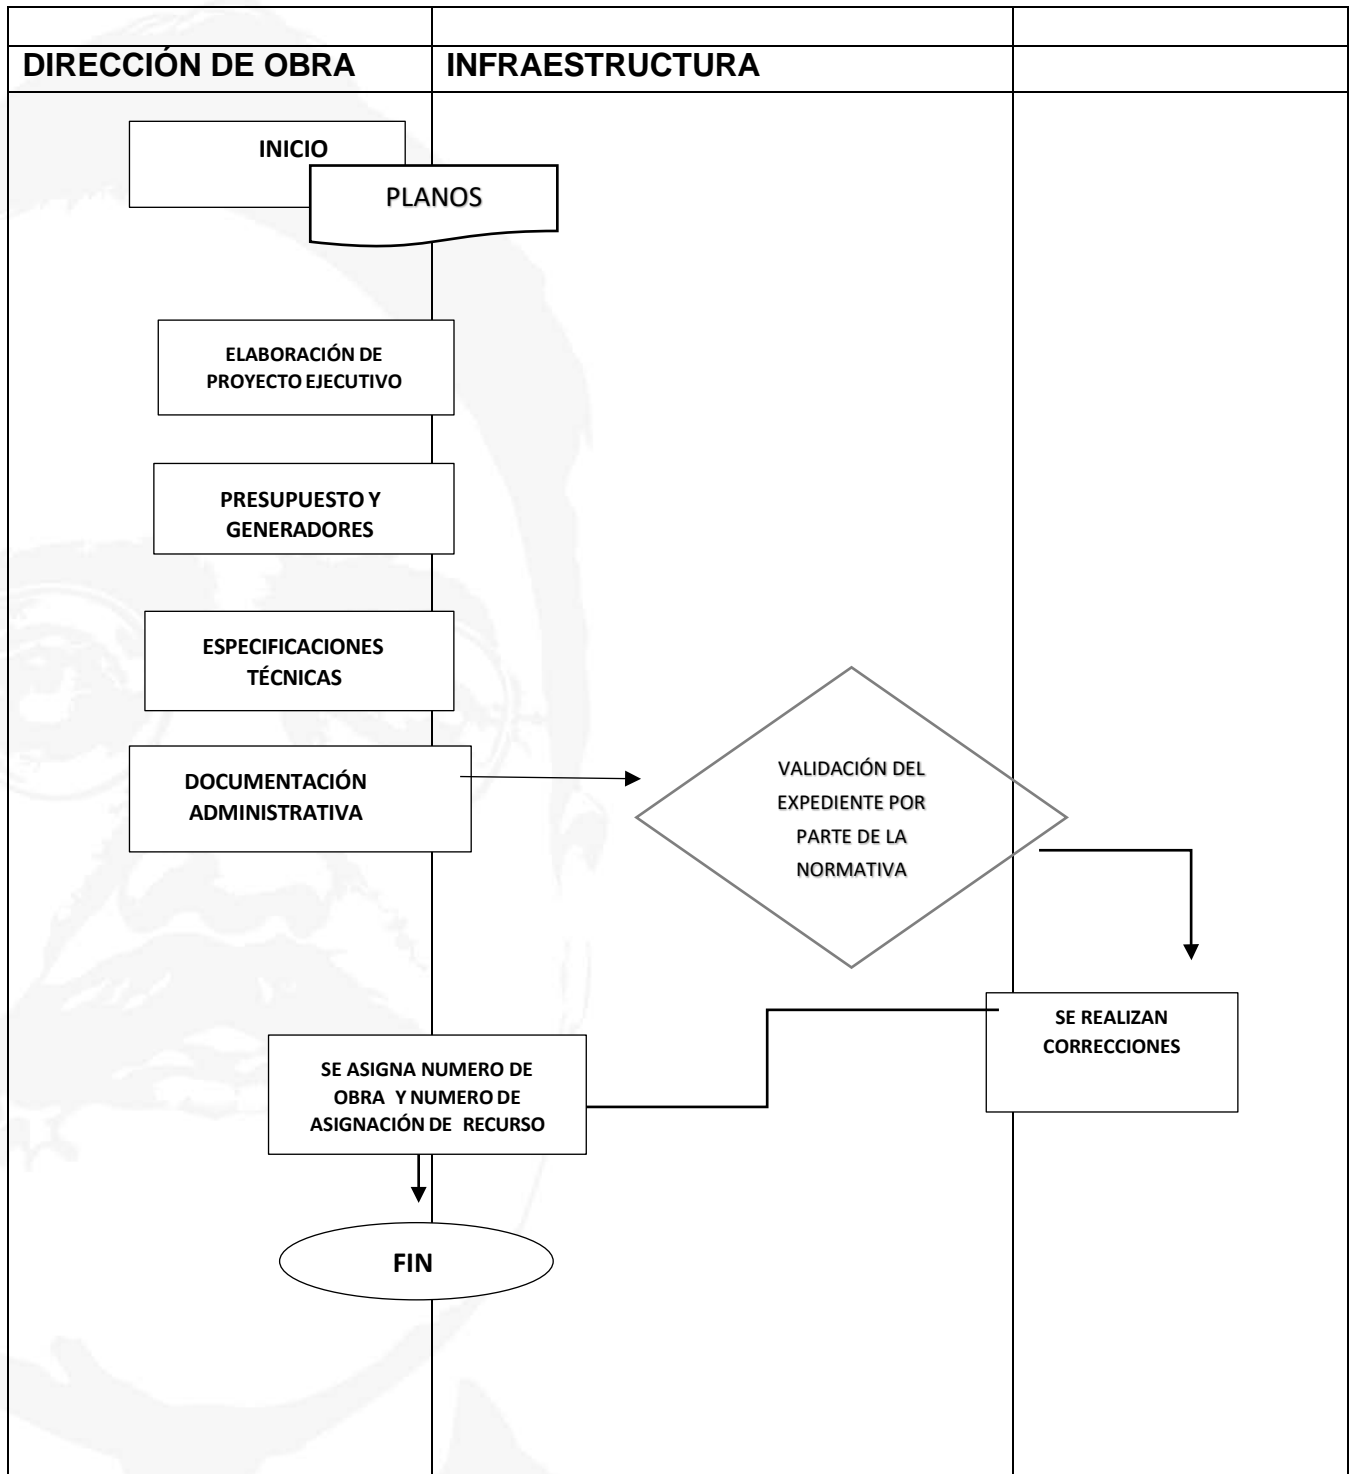 DIRECCIÓN DE OBRA
INFRAESTRUCTURA
INICIO
PLANOS
ELABORACIÓN DE
PROYECTO EJECUTIVO
PRESUPUESTO Y
GENERADORES
ESPECIFICACIONES
TÉCNICAS
DOCUMENTACIÓN
ADMINISTRATIVA
VALIDACIÓN DEL
EXPEDIENTE POR
PARTE DE LA
NORMATIVA
SE REALIZAN
CORRECCIONES
SE ASIGNA NUMERO DE
OBRA Y NUMERO DE
ASIGNACIÓN DE RECURSO
FIN